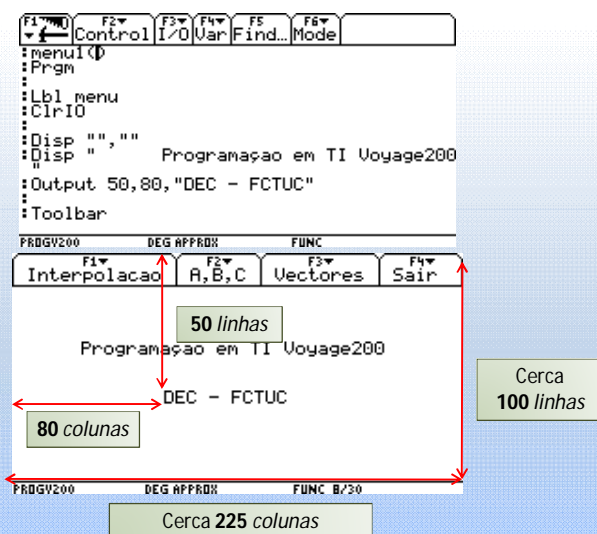 F1 F2 Control F3 I/O F4 Var F5 Find… F6 Mode
:menu1()
:Prgm
:
:Lbl menu
:ClrIO
:
:Disp "",""
:Disp "      Programaçao em TI Voyage200
"
:Output 50,80,"DEC - FCTUC"
:
:Toolbar
PROGV200 DEG APPROX FUNC
F1 Interpolacao F2 A,B,C F3 Vectores F4 Sair
50 linhas
Programaçao em TI Voyage200
Cerca
100 linhas
DEC - FCTUC
80 colunas
PROGV200 DEG APPROX FUNC 8/30
Cerca 225 colunas